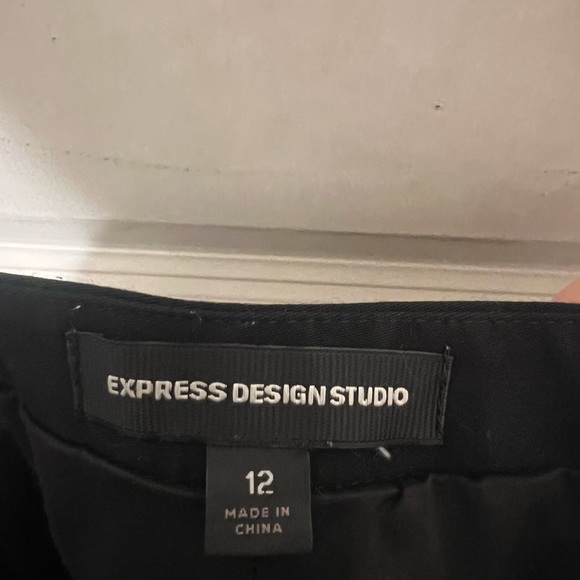 EXPRESS DESIGN STUDIO
12
MADE IN
CHINA